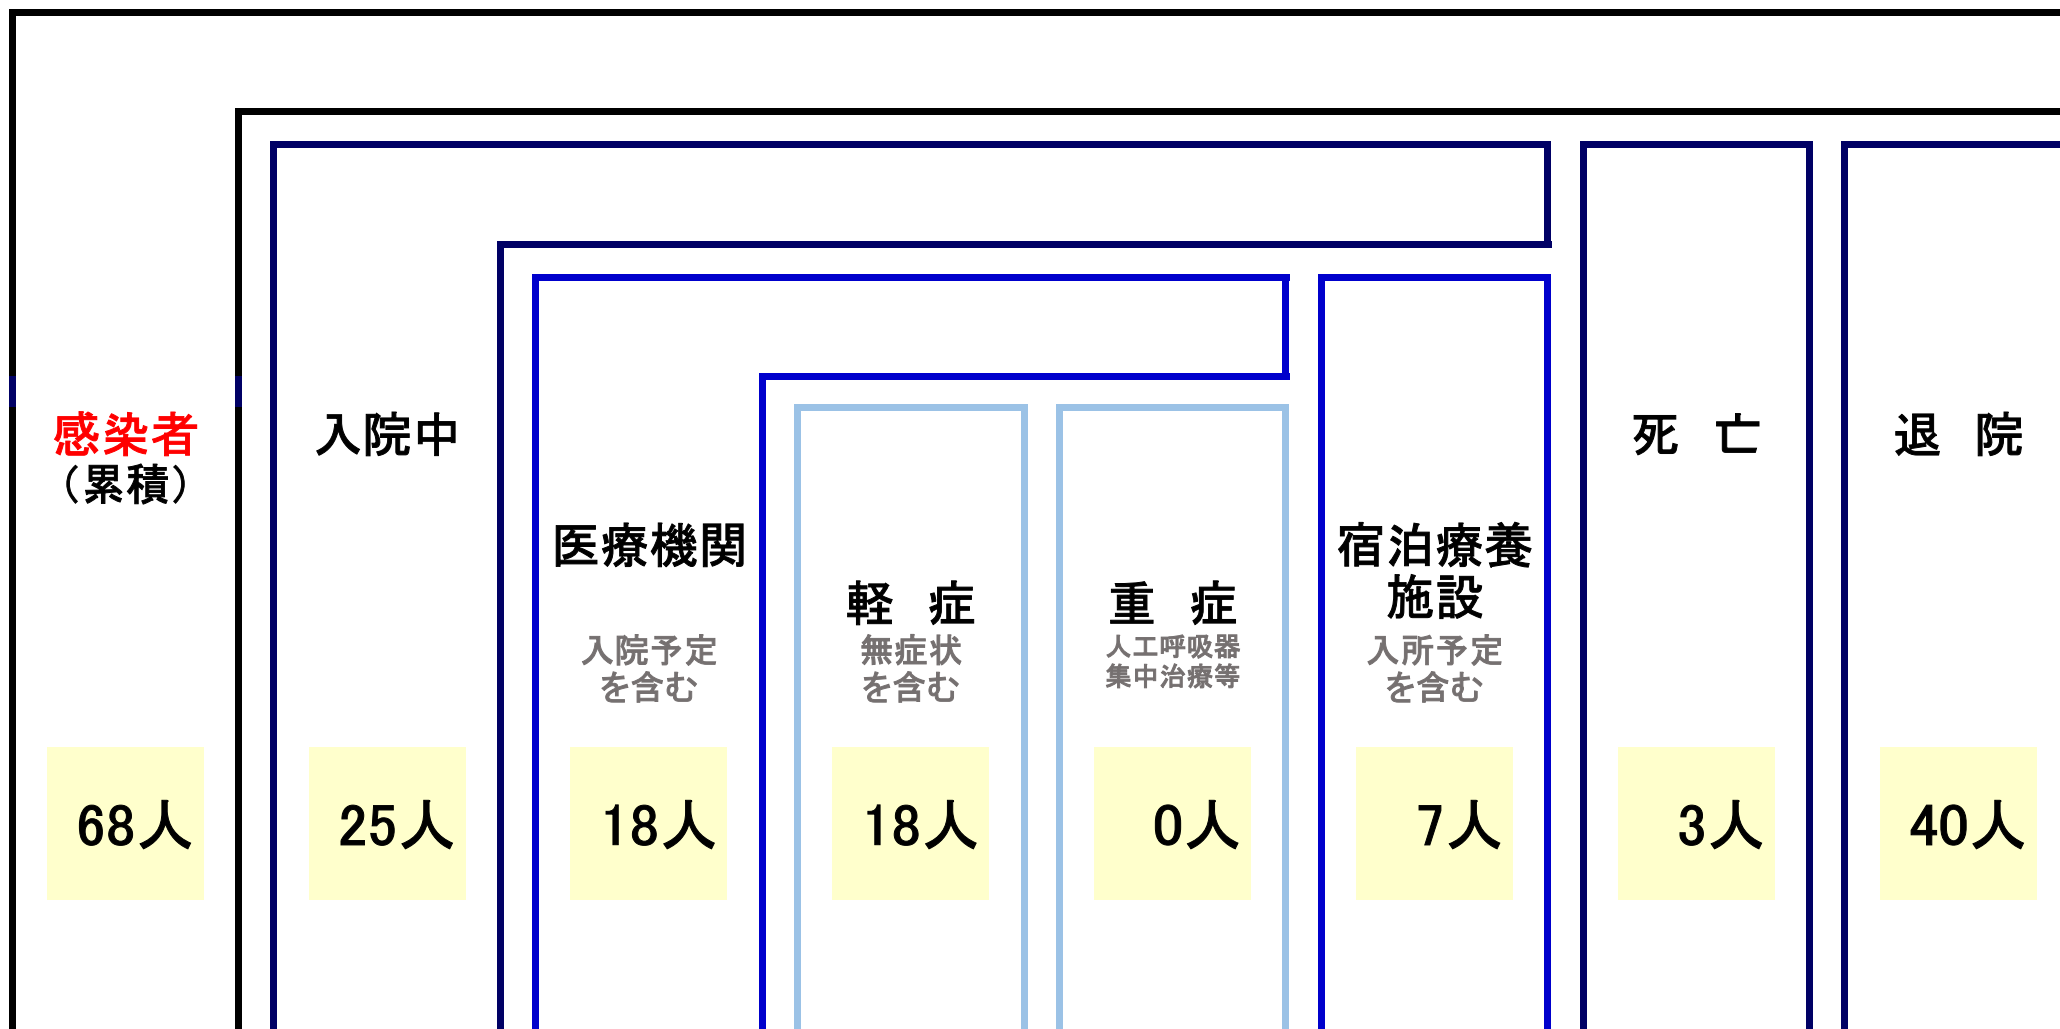 感染者
（累積）
68人
入院中
25人
医療機関
入院予定
を含む
18人
軽 症
無症状
を含む
18人
重 症
人工呼吸器
集中治療等
0人
宿泊療養
施設
入所予定
を含む
7人
死 亡
3人
退 院
40人